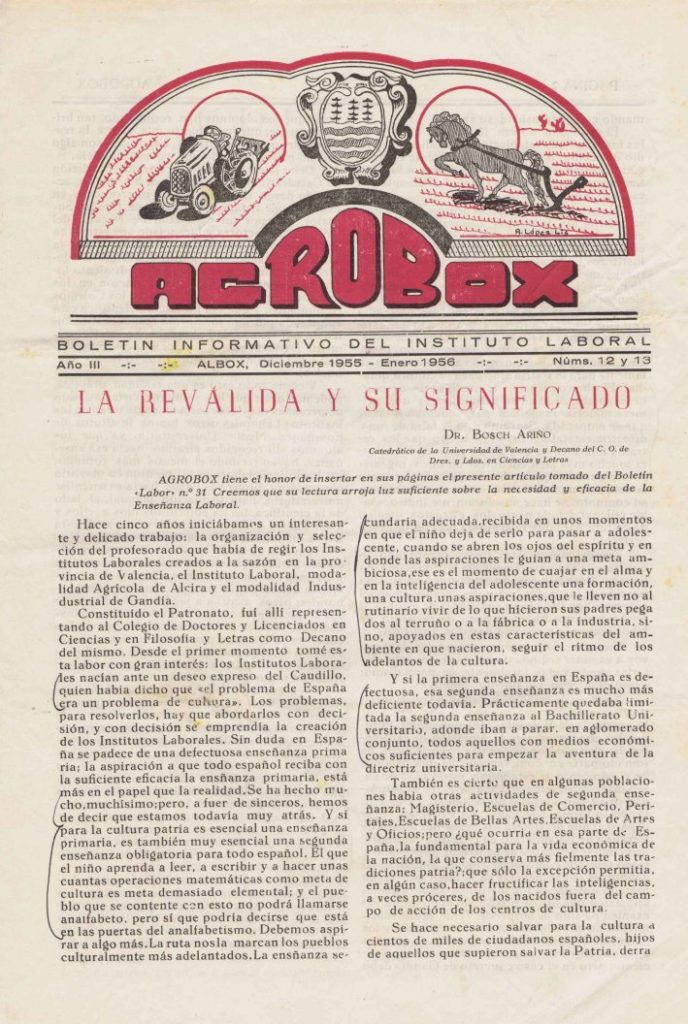 A. López Gis
AGROBOX
BOLETIN INFORMATIVO DEL INSTITUTO LABORAL
Año III -:- -:- ALBOX, Diciembre 1955 - Enero 1956 -:- -:- Núms. 12 y 13
LA REVÁLIDA Y SU SIGNIFICADO
DR. BOSCH ARIÑO
Catedrático de la Universidad de Valencia y Decano del C. O. de
Dres. y Ldos. en Ciencias y Letras
AGROBOX tiene el honor de insertar en sus páginas el presente artículo tomado del Boletín
«Labor» n.º 31 Creemos que su lectura arroja luz suficiente sobre la necesidad y eficacia de la
Enseñanza Laboral.
Hace cinco años iniciábamos un interesan-
te y delicado trabajo: la organización y selec-
ción del profesorado que había de regir los Ins-
titutos Laborales creados a la sazón en la pro-
vincia de Valencia, el Instituto Laboral, moda-
lidad Agrícola de Alcira y el modalidad Indus-
dustrial de Gandía.
Constituído el Patronato, fuí allí represen-
tando al Colegio de Doctores y Licenciados en
Ciencias y en Filosofía y Letras como Decano
del mismo. Desde el primer momento tomé es-
ta labor con gran interés: los Institutos Labora-
les nacían ante un deseo expreso del Caudillo,
quien había dicho que «el problema de España
era un problema de cultura». Los problemas,
para resolverlos, hay que abordarlos con deci-
sión, y con decisión se emprendía la creación
de los Institutos Laborales. Sin duda en Espa-
ña se padece de una defectuosa enseñanza prima
ria; la aspiración a que todo español reciba con
la suficiente eficacia la ensñanza primaria, está
más en el papel que la realidad.Se ha hecho mu-
cho,muchísimo;pero, a fuer de sinceros, hemos
de decir que estamos todavía muy atrás. Y si
para la cultura patria es esencial una enseñanza
primaria, es también muy esencial una segunda
enseñanza obligatoria para todo español. El que
el niño aprenda a leer, a escribir y a hacer unas
cuantas operaciones matemáticas como meta de
cultura es meta demasiado elemental; y el pue-
blo que se contente con esto no podrá llamarse
analfabeto, pero sí que podría decirse que está
en las puertas del analfabetismo. Debemos aspi-
rar a algo más.La ruta nosla marcan los pueblos
culturalmente más adelantados.La ensñanza se-
cundaria adecuada.recibida en unos momentos
en que el niño deja de serlo para pasar a adoles-
cente, cuando se abren los ojos del espíritu y en
donde las aspiraciones le guían a una meta am-
biciosa,ese es el momento de cuajar en el alma y
en la inteligencia del adolescente una formación,
una cultura.unas aspiraciones,que le lleven no al
rutinario vivir de lo que hicieron sus padres pega
dos al terruño o a la fábrica o a la industria, si-
no, apoyados en estas características del am-
biente en que nacieron, seguir el ritmo de los
adelantos de la cultura.
Y si la primera enseñanza en España es de-
fectuosa, esa segunda enseñanza es mucho más
deficiente todavía. Prácticamente quedaba limi-
tada la segunda enseñanza al Bachillerato Uni-
versitario, adonde iban a parar. en aglomerado
conjunto, todos aquellos con medios económi-
cos suficientes para empezar la aventura de la
directriz universitaria.
También es cierto que en algunas poblacio-
nes había otras actividades de segunda ense-
ñanza; Magisterio, Escuelas de Comercio, Peri-
tajes,Escuelas de Bellas Artes,Escuelas de Artes
y Oficios;pero ¿qué ocurría en esa parte de Es-
paña,la fundamental para la vida económica de
la nación, la que conserva más fielmente las tra-
diciones patria?;que sólo la excepción permitía,
en algún caso,hacer fructificar las inteligencias,
a veces próceres, de los nacidos fuera del cam-
po de acción de los centros de cultura.
Se hace necesario salvar para la cultura a
cientos de miles de ciudadanos españoles, hijos
de aquellos que supieron salvar la Patria, derra